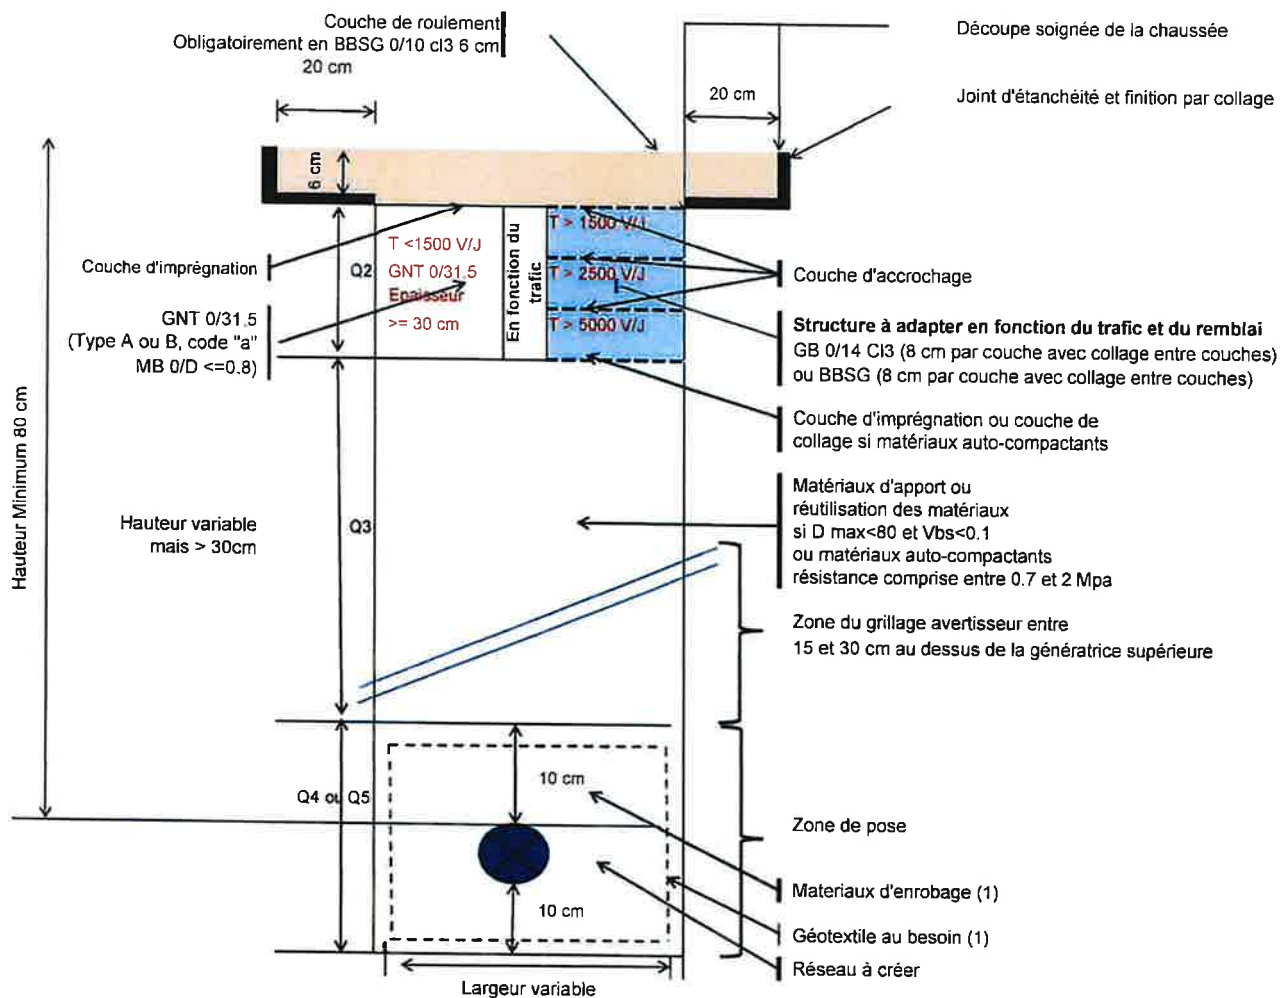 Couche de roulement
Obligatoirement en BBSG 0/10 cl3 6 cm
20 cm
Découpe soignée de la chaussée
20 cm
Joint d'étanchéité et finition par collage
6 cm
T > 1500 V/J
T <1500 V/J
GNT 0/31.5
Epaisseur
>= 30 cm
En fonction du
trafic
T > 2500 V/J
T > 5000 V/J
Q2
Couche d'imprégnation
Couche d'accrochage
GNT 0/31.5
(Type A ou B, code "a"
MB 0/D <=0.8)
Structure à adapter en fonction du trafic et du remblai
GB 0/14 Cl3 (8 cm par couche avec collage entre couches)
ou BBSG (8 cm par couche avec collage entre couches)
Couche d'imprégnation ou couche de
collage si matériaux auto-compactants
Hauteur Minimum 80 cm
Hauteur variable
mais > 30cm
Q3
Matériaux d'apport ou
réutilisation des matériaux
si D max<80 et Vbs<0.1
ou matériaux auto-compactants
résistance comprise entre 0.7 et 2 Mpa
Zone du grillage avertisseur entre
15 et 30 cm au dessus de la génératrice supérieure
10 cm
Q4 ou Q5
Zone de pose
10 cm
Materiaux d'enrobage (1)
Géotextile au besoin (1)
Réseau à créer
Largeur variable